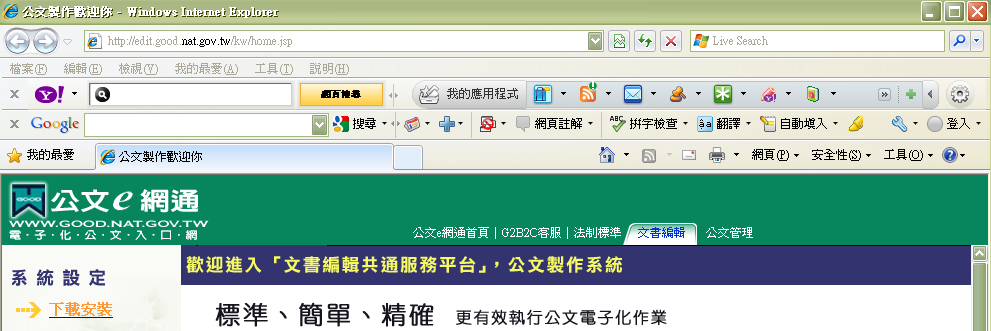 公文製作歡迎你 - Windows Internet Explorer
http://edit.good.nat.gov.tw/kw/home.jsp Live Search
檔案(F) 編輯(E) 檢視(V) 我的最愛(A) 工具(T) 說明(H)
x Y! 網頁搜尋 我的應用程式 »
x Google 搜尋 網頁註解 ABC 拼字檢查 あa 翻譯 自動填入 登入
我的最愛 公文製作歡迎你 網頁(P) 安全性(S) 工具(O)
公文e網通
WWW.GOOD.NAT.GOV.TW
電‧子‧化‧公‧文‧入‧口‧網
公文e網通首頁 | G2B2C客服 | 法制標準 文書編輯 公文管理
系統設定
下載安裝
歡迎進入「文書編輯共通服務平台」,公文製作系統
標準、簡單、精確 更有效執行公文電子化作業